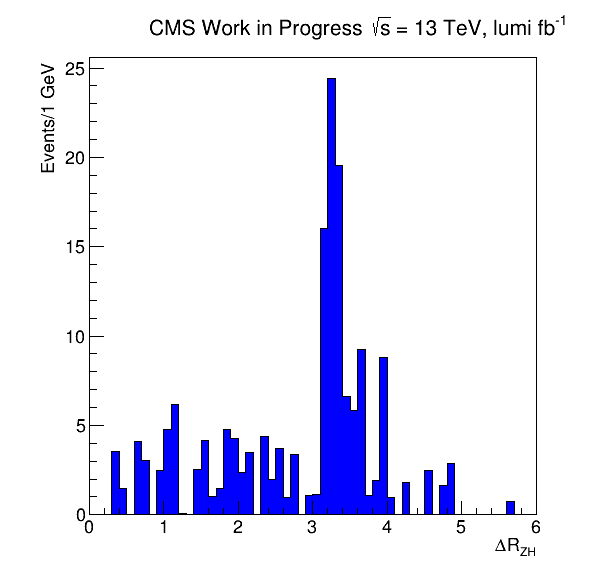 CMS Work in Progress √s = 13 TeV, lumi fb⁻¹
Events/1 GeV
25
20
15
10
5
0
0 1 2 3 4 5 6
ΔR_ZH